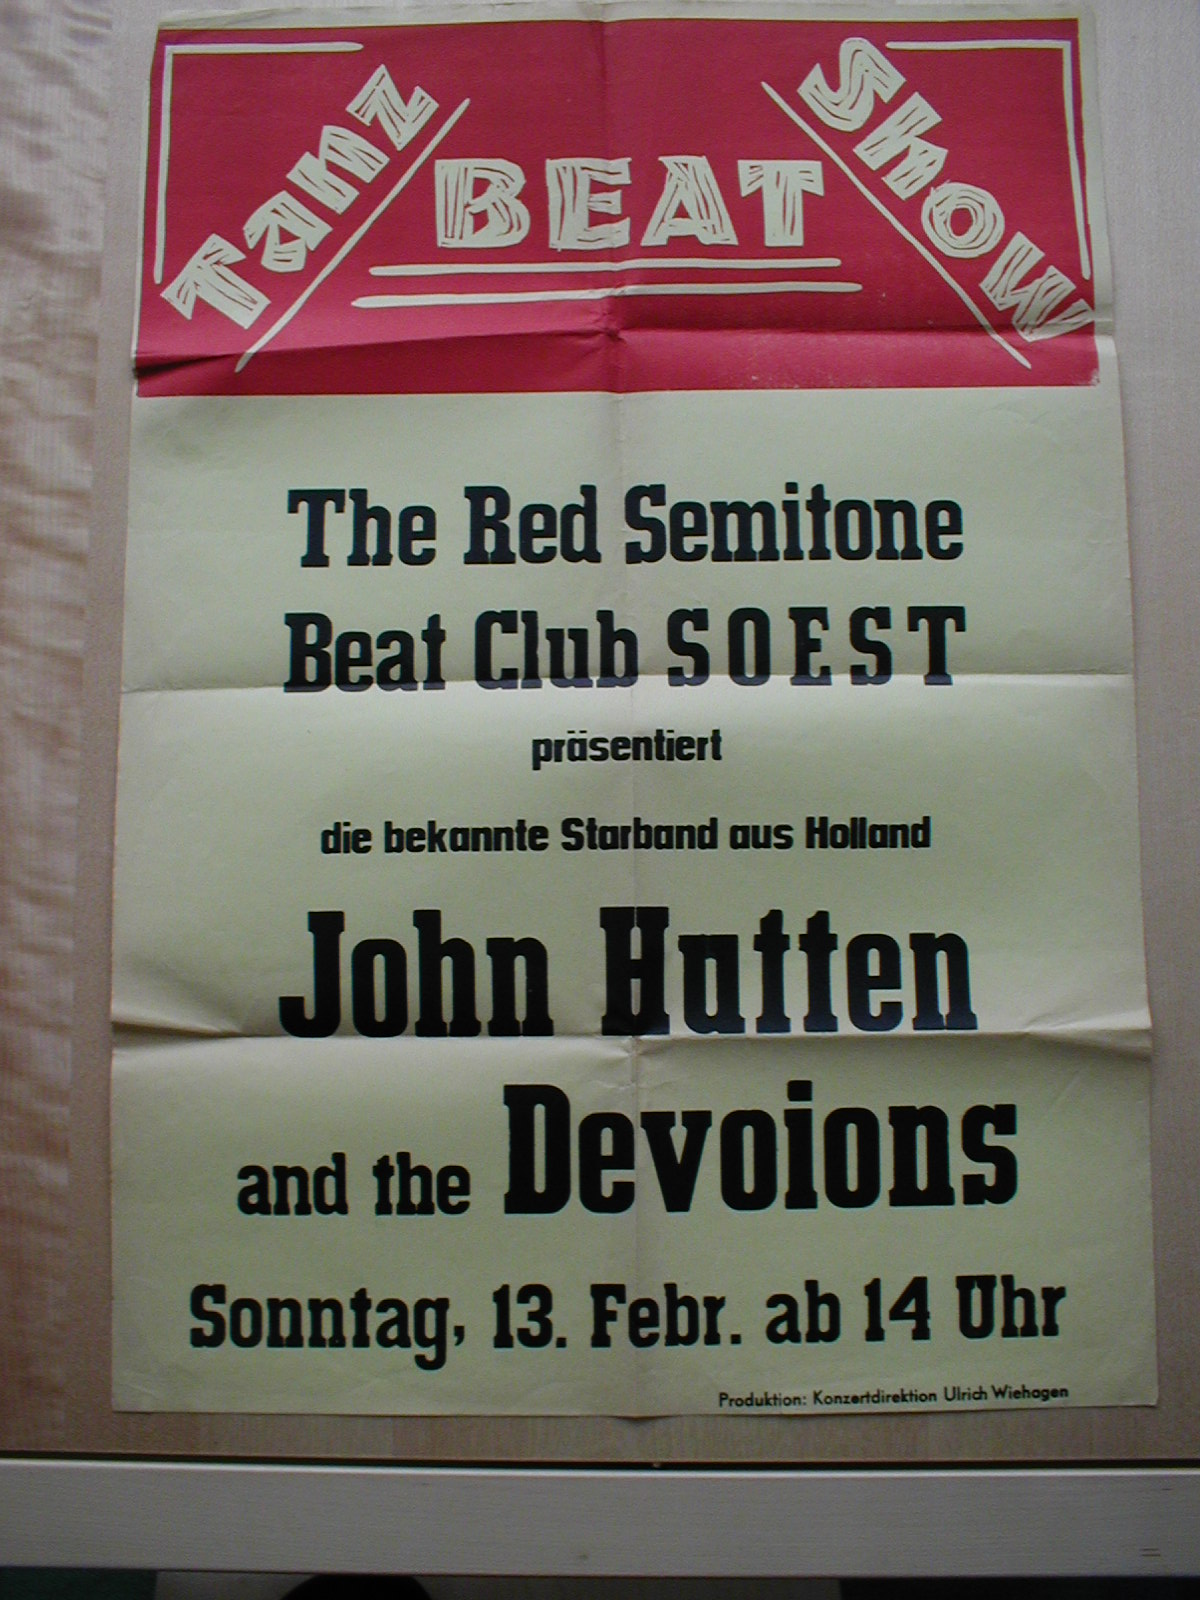 Tanz BEAT Show
The Red Semitone
Beat Club SOEST
präsentiert
die bekannte Starband aus Holland
John Hutten
and the Devoions
Sonntag, 13. Febr. ab 14 Uhr
Produktion: Konzertdirektion Ulrich Wiehagen